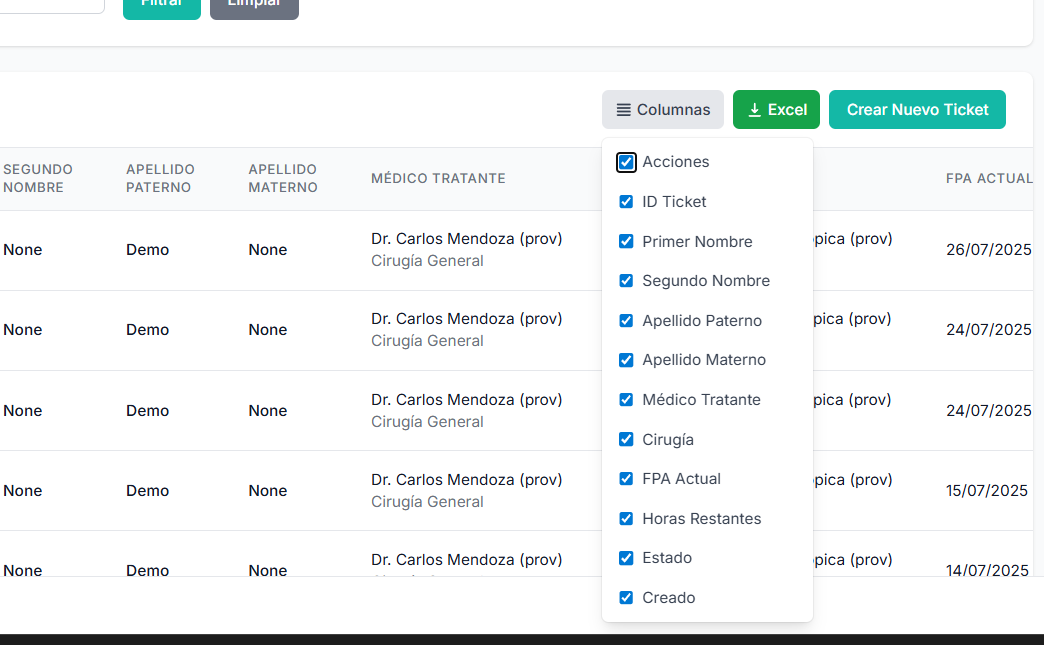 Filtrar
Limpiar
Columnas
Excel
Crear Nuevo Ticket
SEGUNDO NOMBRE
APELLIDO PATERNO
APELLIDO MATERNO
MÉDICO TRATANTE
FPA ACTUAL
Acciones
ID Ticket
Primer Nombre
Segundo Nombre
Apellido Paterno
Apellido Materno
Médico Tratante
Cirugía
FPA Actual
Horas Restantes
Estado
Creado
None
Demo
None
Dr. Carlos Mendoza (prov)
Cirugía General
pica (prov)
26/07/2025
None
Demo
None
Dr. Carlos Mendoza (prov)
Cirugía General
pica (prov)
24/07/2025
None
Demo
None
Dr. Carlos Mendoza (prov)
Cirugía General
pica (prov)
24/07/2025
None
Demo
None
Dr. Carlos Mendoza (prov)
Cirugía General
pica (prov)
15/07/2025
None
Demo
None
Dr. Carlos Mendoza (prov)
pica (prov)
14/07/2025